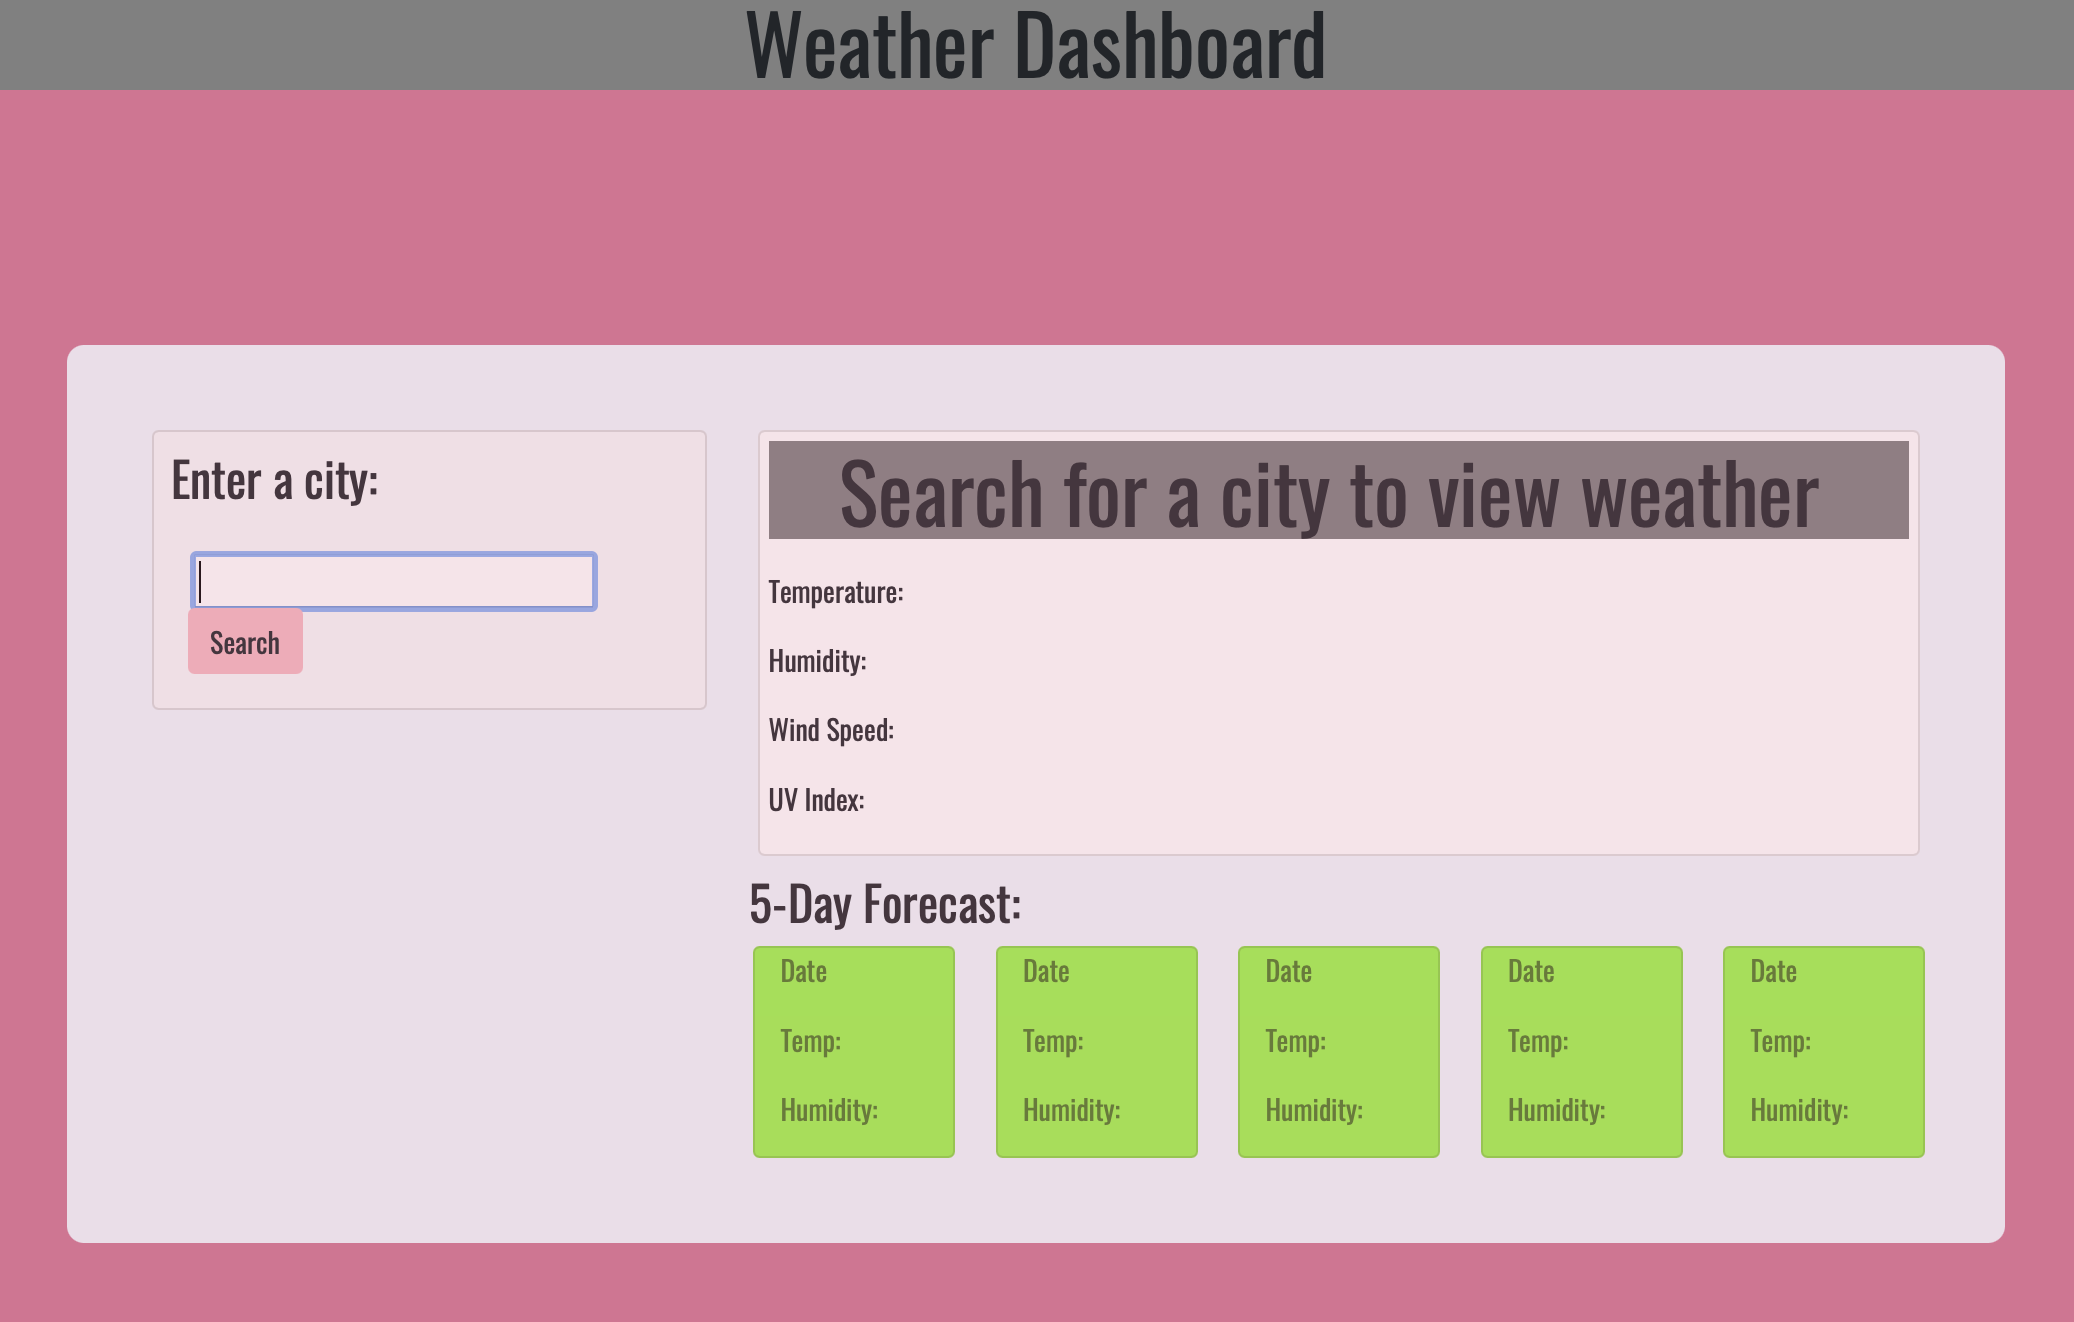 Weather Dashboard
Enter a city:
Search
Search for a city to view weather
Temperature:
Humidity:
Wind Speed:
UV Index:
5-Day Forecast:
Date
Temp:
Humidity:
Date
Temp:
Humidity:
Date
Temp:
Humidity:
Date
Temp:
Humidity:
Date
Temp:
Humidity: